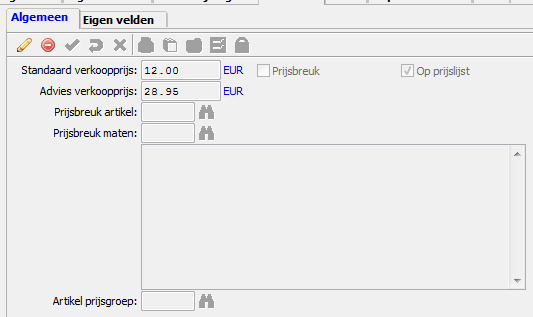 Algemeen Eigen velden
Standaard verkoopprijs: 12.00 EUR Prijsbreuk Op prijslijst
Advies verkoopprijs: 28.95 EUR
Prijsbreuk artikel:
Prijsbreuk maten:
Artikel prijsgroep: